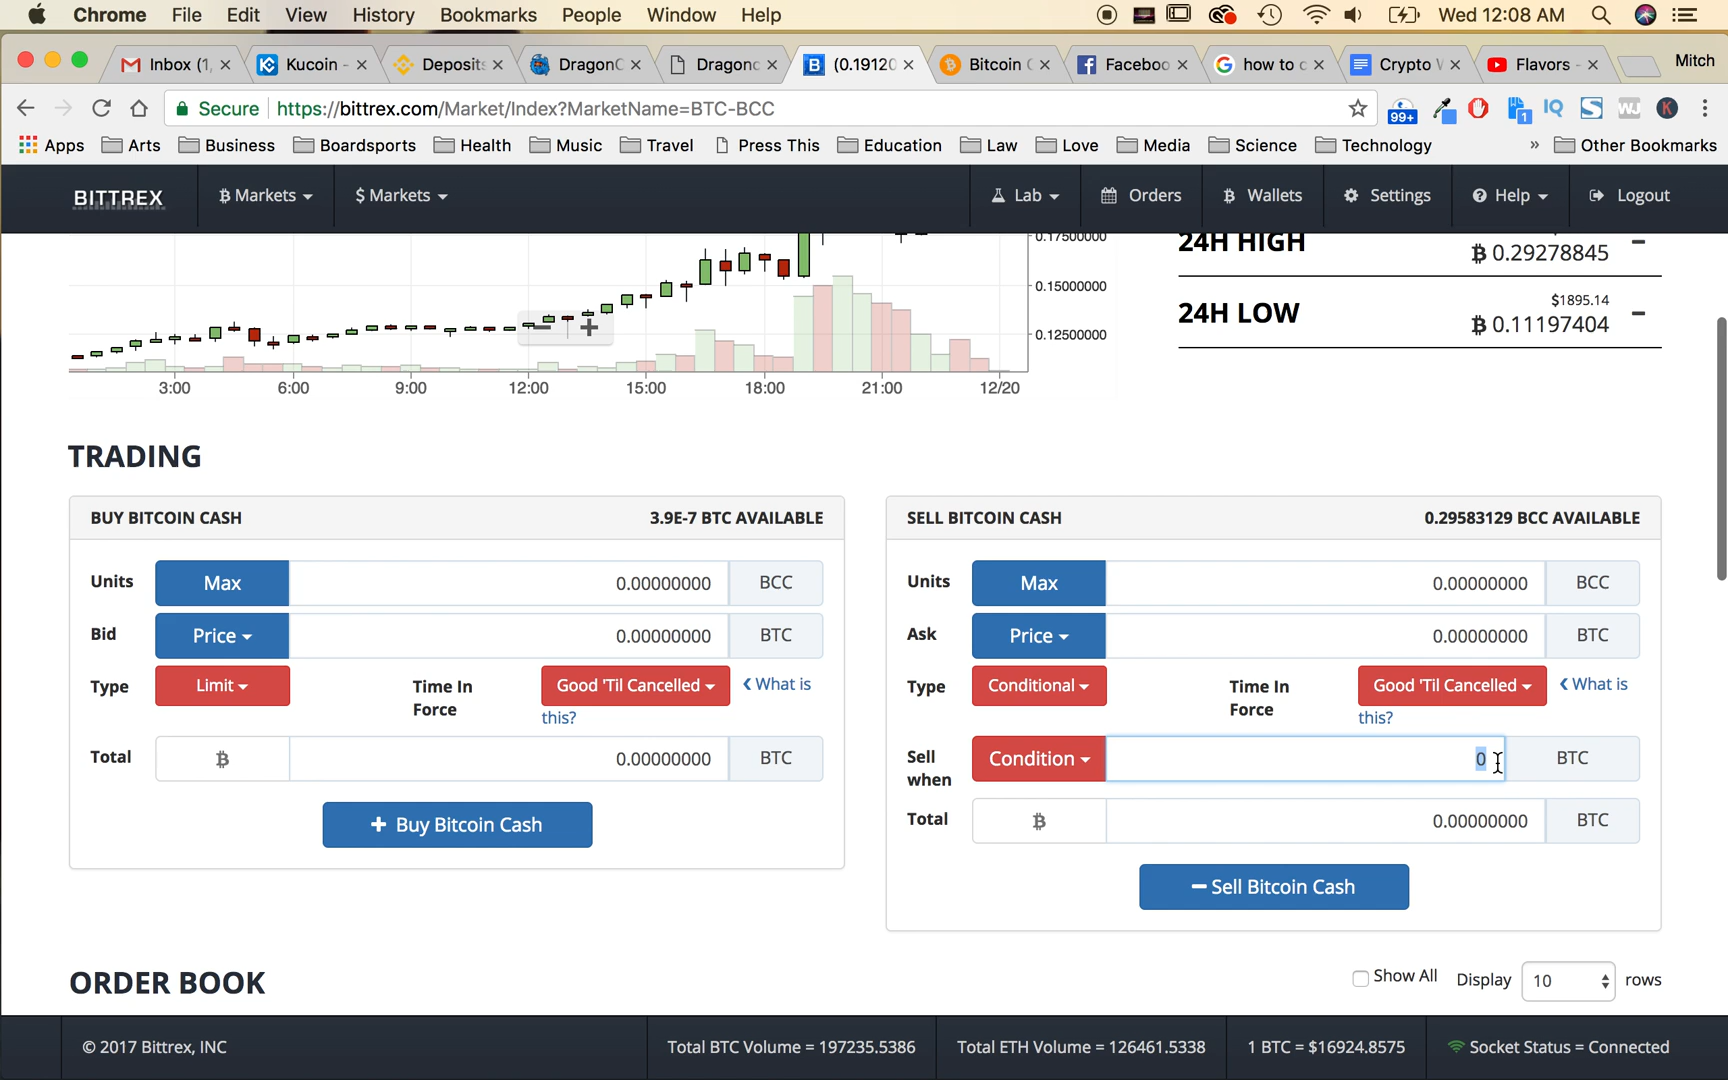 Chrome File Edit View History Bookmarks People Window Help Wed 12:08 AM
Inbox (1, Kucoin - Deposits DragonC Dragonc (0.1912 Bitcoin Faceboo how to c Crypto Flavors - Mitch
Secure https://bittrex.com/Market/Index?MarketName=BTC-BCC 99+ 1 IQ S WJ K
Apps Arts Business Boardsports Health Music Travel Press This Education Law Love Media Science Technology » Other Bookmarks
BITTREX Markets $ Markets Lab Orders Wallets Settings Help Logout
0.17500000 24H HIGH 0.29278845
0.15000000
24H LOW $1895.14
0.11197404
0.12500000
3:00 6:00 9:00 12:00 15:00 18:00 21:00 12/20
TRADING
BUY BITCOIN CASH 3.9E-7 BTC AVAILABLE
Units Max 0.00000000 BCC
Bid Price 0.00000000 BTC
Type Limit Time In Force Good 'Til Cancelled What is this?
Total 0.00000000 BTC
+ Buy Bitcoin Cash
SELL BITCOIN CASH 0.29583129 BCC AVAILABLE
Units Max 0.00000000 BCC
Ask Price 0.00000000 BTC
Type Conditional Time In Force Good 'Til Cancelled What is this?
Sell when Condition 0 BTC
Total 0.00000000 BTC
Sell Bitcoin Cash
ORDER BOOK Show All Display 10 rows
© 2017 Bittrex, INC Total BTC Volume = 197235.5386 Total ETH Volume = 126461.5338 1 BTC = $16924.8575 Socket Status = Connected